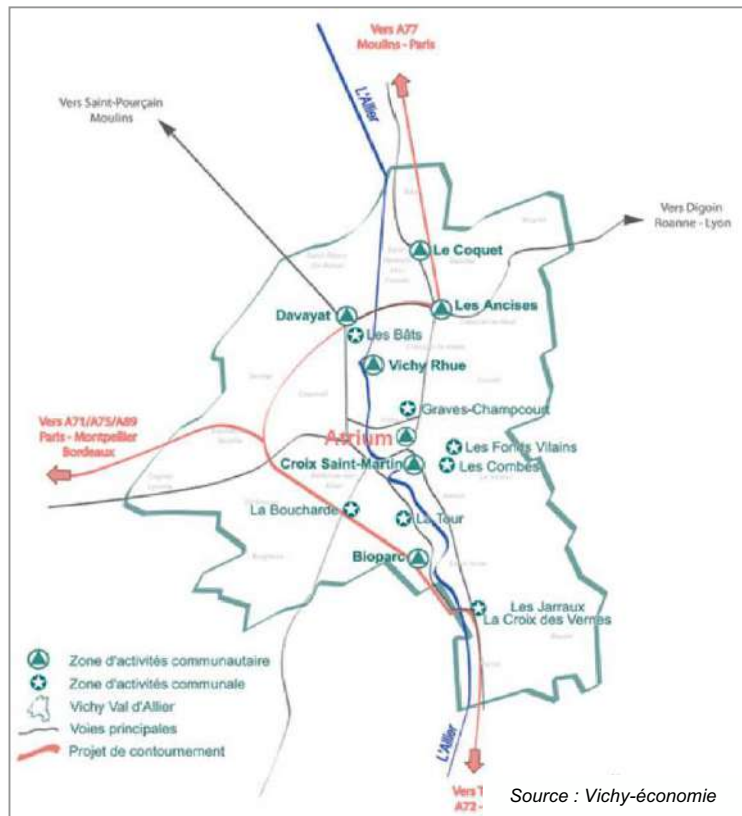 Vers A77
Moulins - Paris
L'Allier
Vers Saint-Pourçain
Moulins
Vers Digoin
Roanne - Lyon
Le Coquet
Les Ancises
Davayat
Les Bâts
Vichy Rhue
Graves-Champcourt
Vers A71/A75/A89
Paris - Montpellier
Bordeaux
Atrium
Les Fonds Vilains
Croix Saint-Martin
Les Combes
La Boucharde
La Tour
Bioparc
Les Jarraux
La Croix des Vernes
Zone d'activités communautaire
Zone d'activités communale
Vichy Val d'Allier
Voies principales
Projet de contournement
L'Allier
Vers
A72 -
Source : Vichy-économie